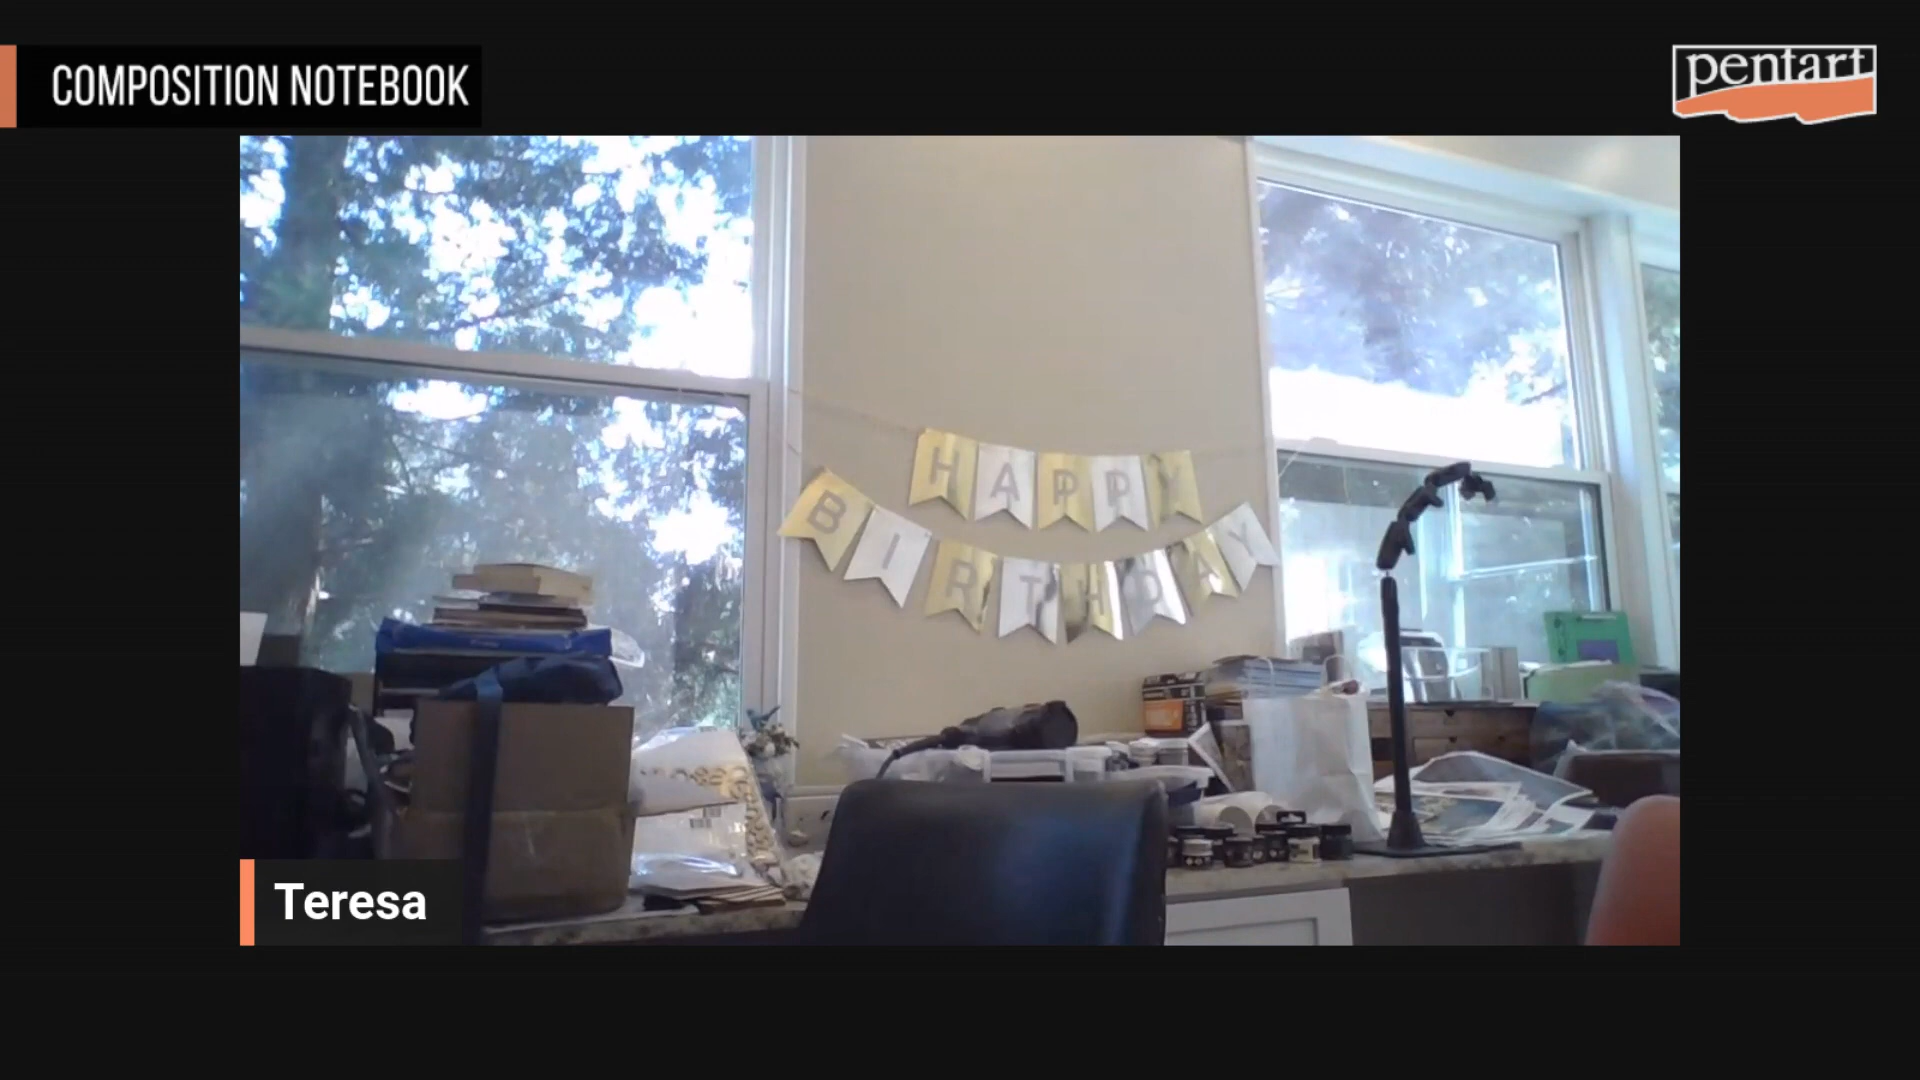 COMPOSITION NOTEBOOK
pentart
HAPPY
BIRTHDAY
Teresa